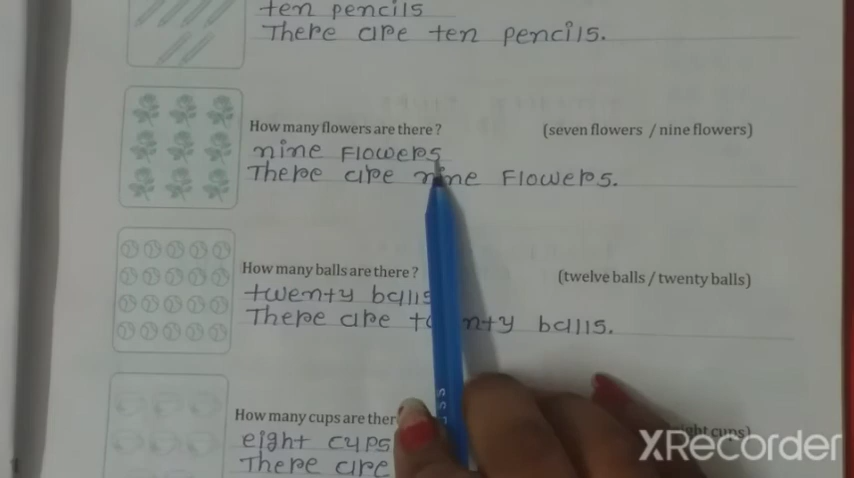 ten pencils
There are ten pencils.
How many flowers are there ? (seven flowers / nine flowers)
nine Flowers
There are nine Flowers.
How many balls are there ? (twelve balls / twenty balls)
twenty balls
There are twenty balls.
How many cups are
eight cups
There are
XRecorder